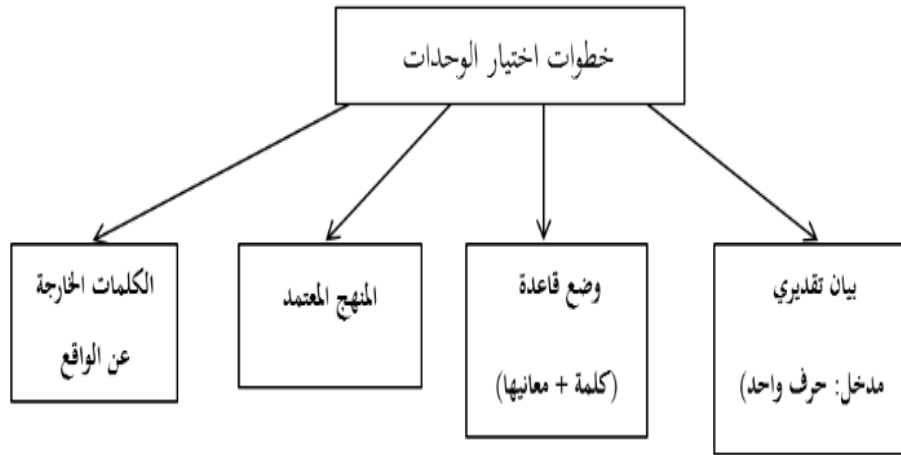 خطوات اختيار الوحدات
بيان تقديري
مدخل: حرف واحد)
وضع قاعدة
(كلمة + معانيها)
المنهج المعتمد
الكلمات الخارجة
عن الواقع